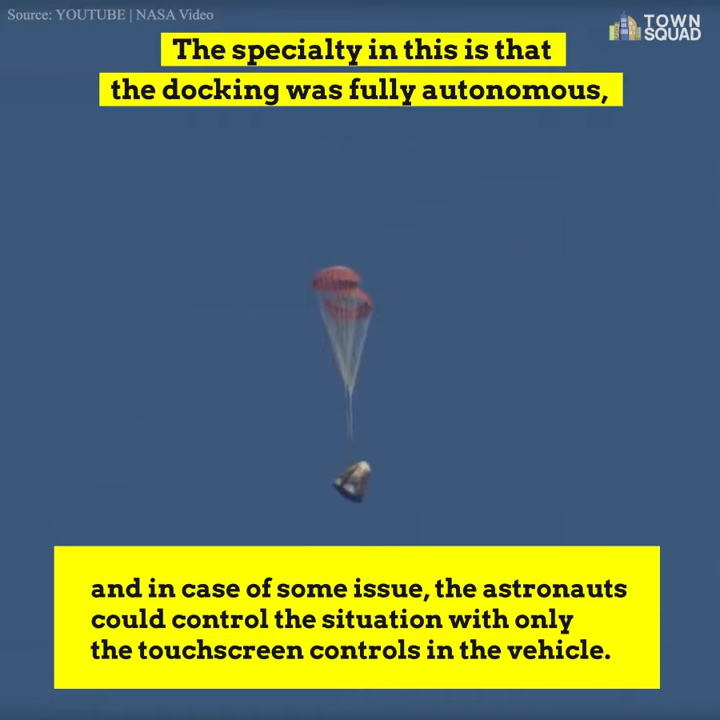 Source: YOUTUBE | NASA Video
TOWN
SQUAD
The specialty in this is that
the docking was fully autonomous,
and in case of some issue, the astronauts
could control the situation with only
the touchscreen controls in the vehicle.